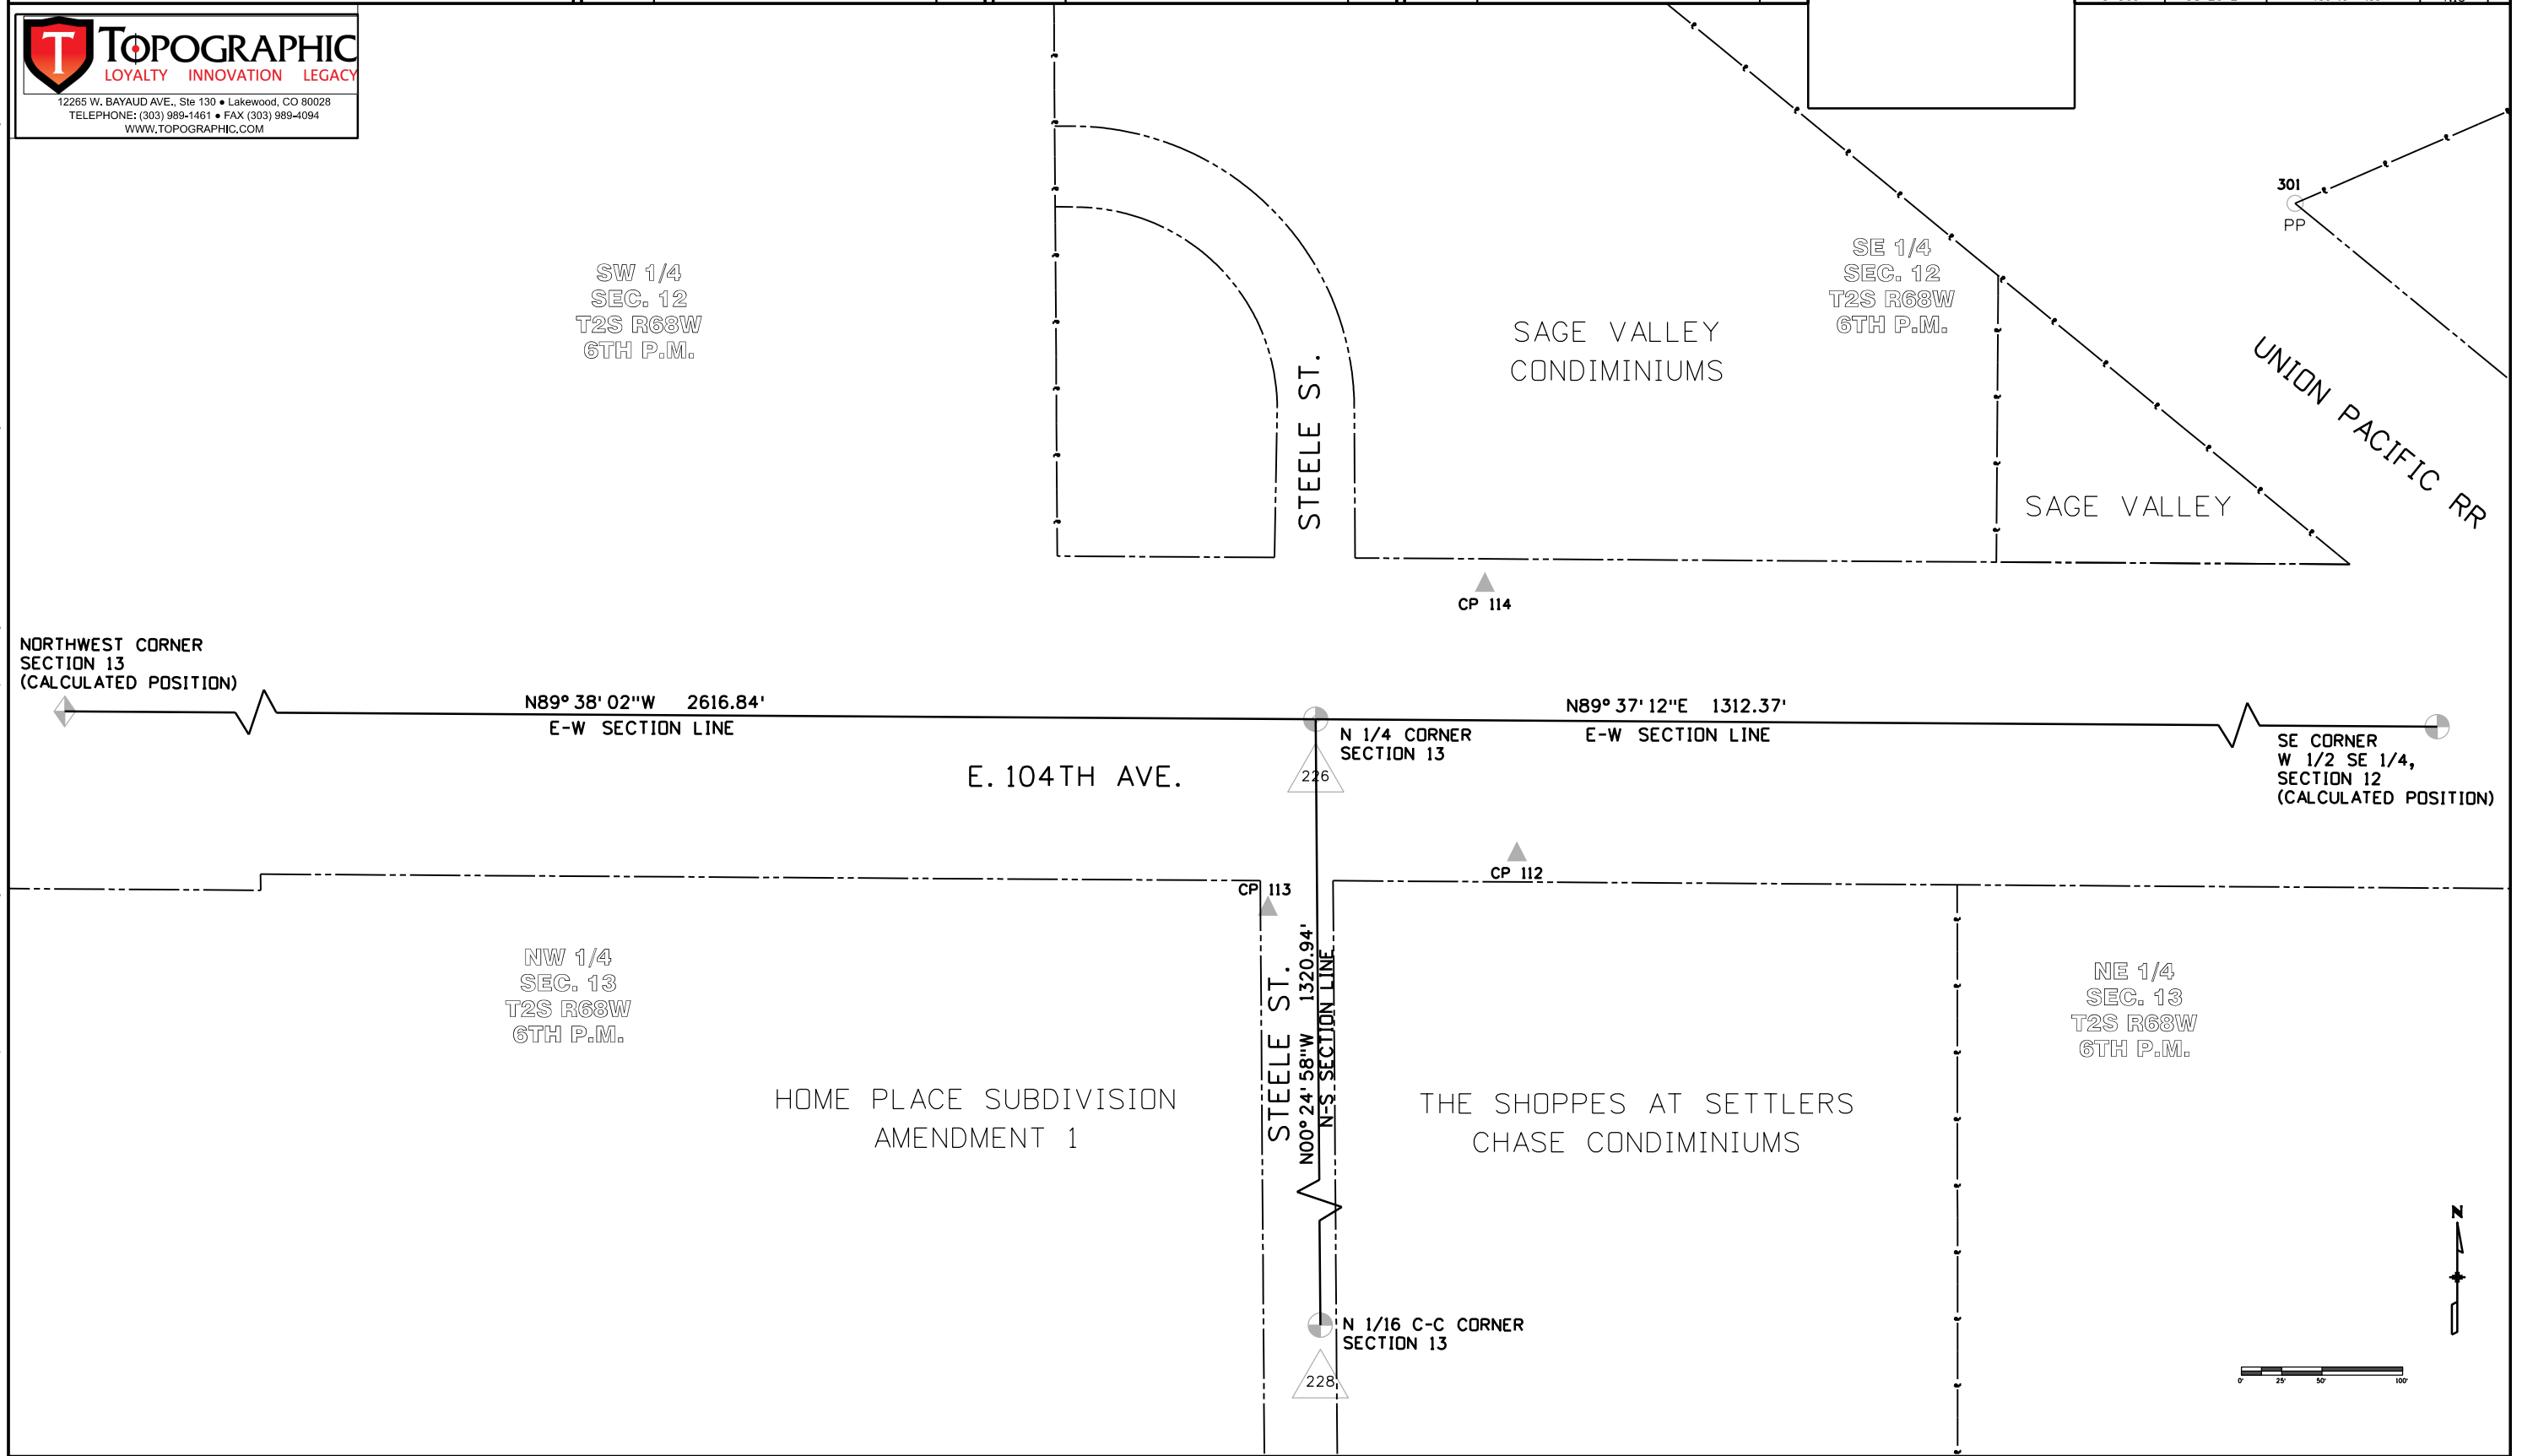 TOPOGRAPHIC
LOYALTY INNOVATION LEGACY
12265 W. BAYAUD AVE., Ste 130 • Lakewood, CO 80028
TELEPHONE: (303) 989-1461 • FAX (303) 989-4094
WWW.TOPOGRAPHIC.COM
301
PP
SW 1/4
SEC. 12
T2S R68W
6TH P.M.
SE 1/4
SEC. 12
T2S R68W
6TH P.M.
SAGE VALLEY
CONDIMINIUMS
STEELE ST.
UNION PACIFIC RR
SAGE VALLEY
CP 114
NORTHWEST CORNER
SECTION 13
(CALCULATED POSITION)
N89° 38' 02"W 2616.84'
E-W SECTION LINE
N89° 37' 12"E 1312.37'
E-W SECTION LINE
N 1/4 CORNER
SECTION 13
226
SE CORNER
W 1/2 SE 1/4,
SECTION 12
(CALCULATED POSITION)
E. 104TH AVE.
CP 112
CP 113
NW 1/4
SEC. 13
T2S R68W
6TH P.M.
STEELE ST.
N00° 24' 58"W 1320.94'
N-S SECTION LINE
NE 1/4
SEC. 13
T2S R68W
6TH P.M.
HOME PLACE SUBDIVISION
AMENDMENT 1
THE SHOPPES AT SETTLERS
CHASE CONDIMINIUMS
N
N 1/16 C-C CORNER
SECTION 13
228
0' 25' 50' 100'